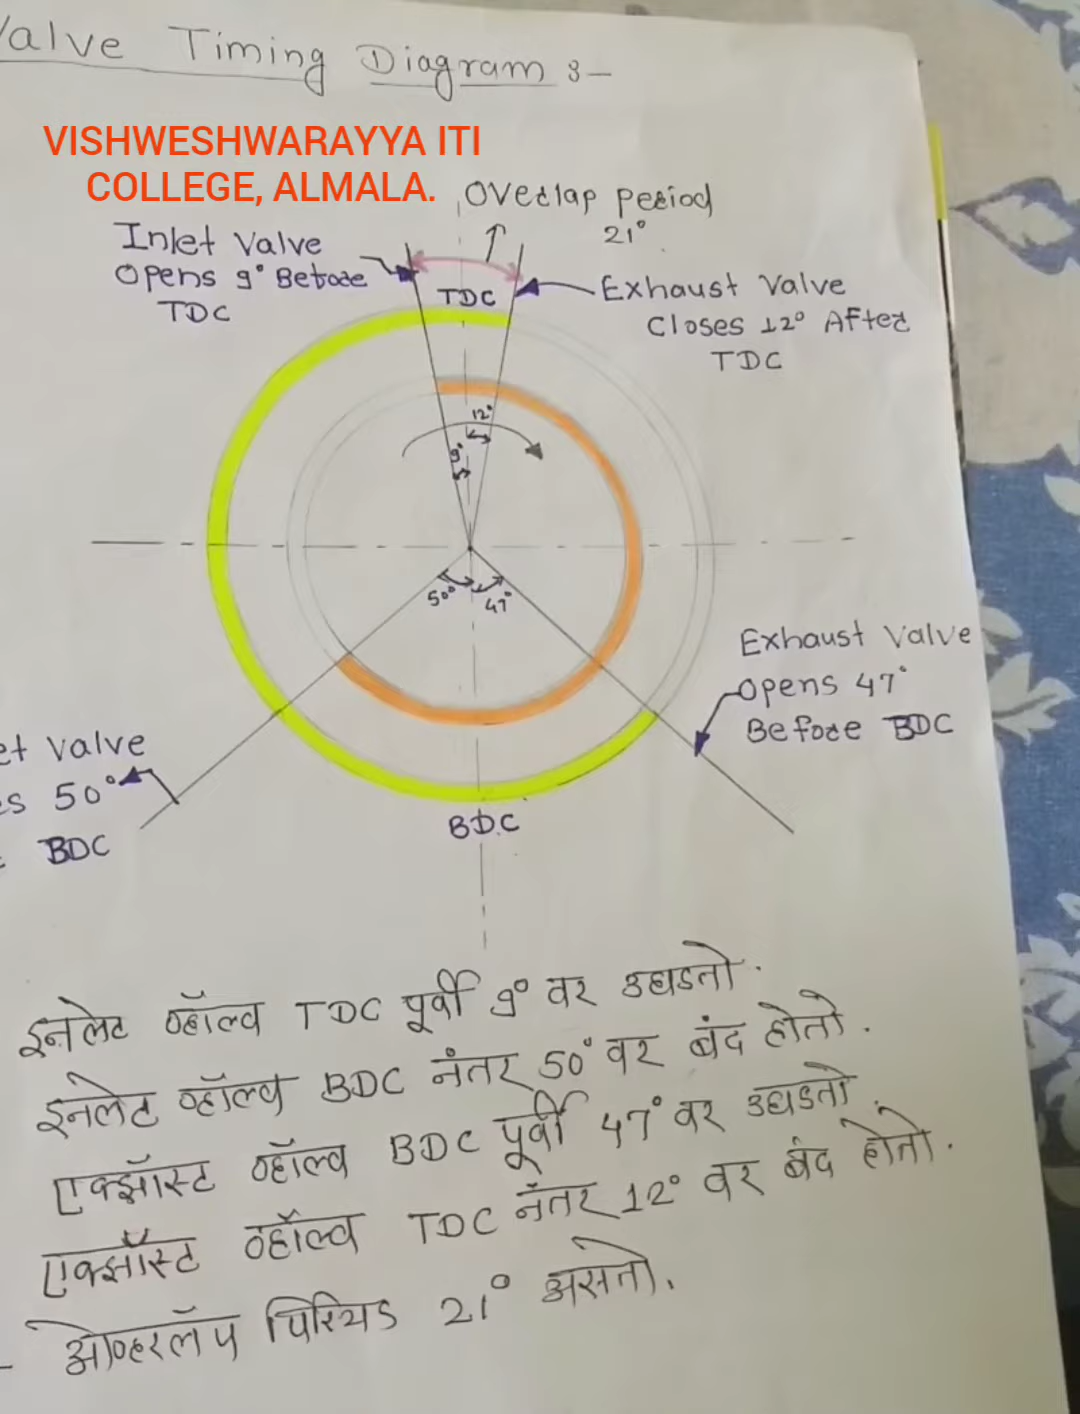 Valve Timing Diagram :-
VISHWESHWARAYYA ITI
COLLEGE, ALMALA.
Overlap Period
21°
Inlet Valve
Opens 9° Before
TDC
TDC
Exhaust Valve
Closes 12° After
TDC
12°
9°
50°
47°
Exhaust Valve
Opens 47°
Before BDC
et Valve
es 50°
BDC
BDC
इनलेट व्हॉल्व TDC पूर्वी 9° वर उघडतो.
इनलेट व्हॉल्व BDC नंतर 50° वर बंद होतो.
एक्झॉस्ट व्हॉल्व BDC पूर्वी 47° वर उघडतो.
एक्झॉस्ट व्हॉल्व TDC नंतर 12° वर बंद होतो.
- ओव्हरलॅप पिरियड 21° असतो.